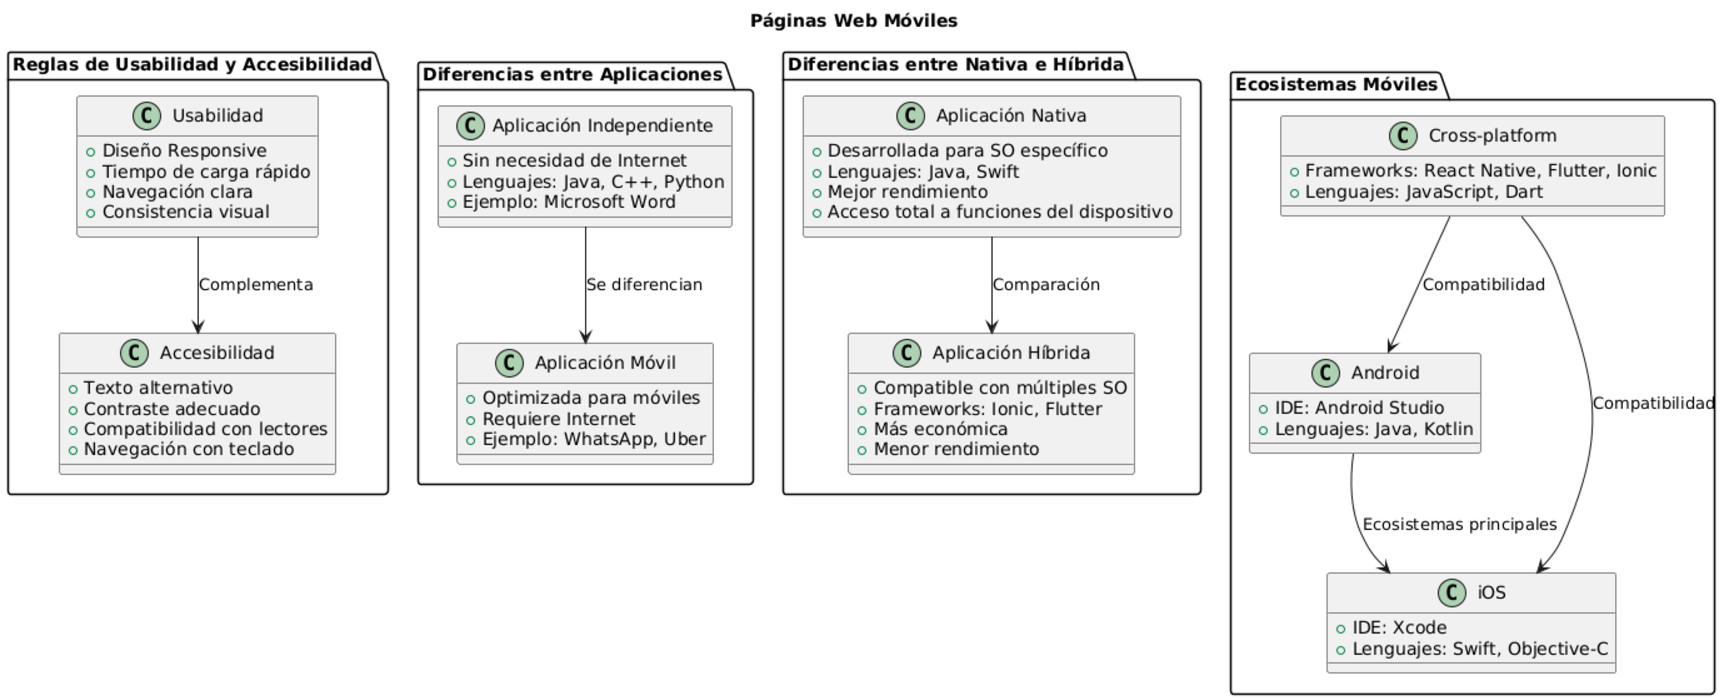 Páginas Web Móviles
Reglas de Usabilidad y Accesibilidad
C Usabilidad
Diseño Responsive
Tiempo de carga rápido
Navegación clara
Consistencia visual
Complementa
C Accesibilidad
Texto alternativo
Contraste adecuado
Compatibilidad con lectores
Navegación con teclado
Diferencias entre Aplicaciones
C Aplicación Independiente
Sin necesidad de Internet
Lenguajes: Java, C++, Python
Ejemplo: Microsoft Word
Se diferencian
C Aplicación Móvil
Optimizada para móviles
Requiere Internet
Ejemplo: WhatsApp, Uber
Diferencias entre Nativa e Híbrida
C Aplicación Nativa
Desarrollada para SO específico
Lenguajes: Java, Swift
Mejor rendimiento
Acceso total a funciones del dispositivo
Comparación
C Aplicación Híbrida
Compatible con múltiples SO
Frameworks: Ionic, Flutter
Más económica
Menor rendimiento
Ecosistemas Móviles
C Cross-platform
Frameworks: React Native, Flutter, Ionic
Lenguajes: JavaScript, Dart
Compatibilidad
C Android
IDE: Android Studio
Lenguajes: Java, Kotlin
Compatibilidad
Ecosistemas principales
C iOS
IDE: Xcode
Lenguajes: Swift, Objective-C